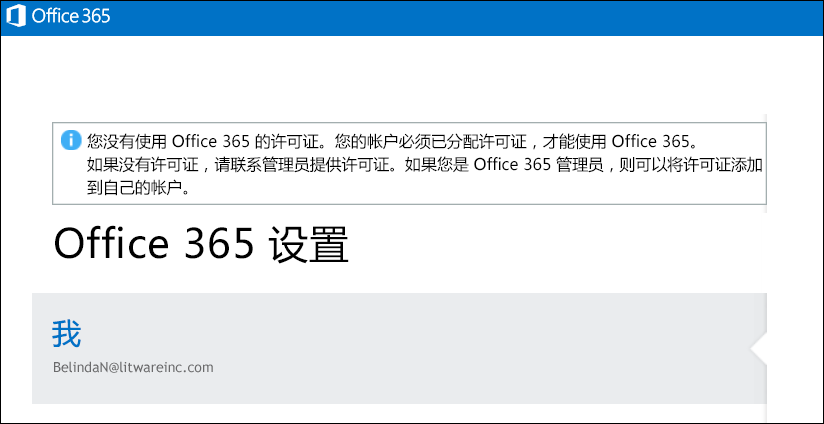 Office 365
您没有使用 Office 365 的许可证。您的帐户必须已分配许可证，才能使用 Office 365。
如果没有许可证，请联系管理员提供许可证。如果您是 Office 365 管理员，则可以将许可证添加
到自己的帐户。
Office 365 设置
我
BelindaN@litwareinc.com